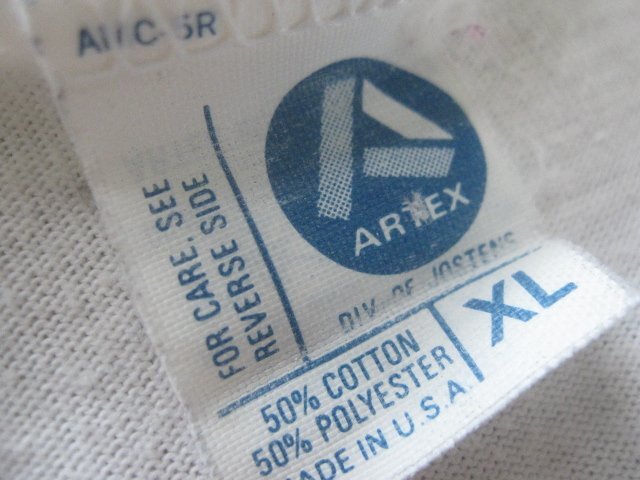 ARTEX
DIV. OF JOSTENS
FOR CARE, SEE
REVERSE SIDE
XL
50% COTTON
50% POLYESTER
MADE IN U.S.A.